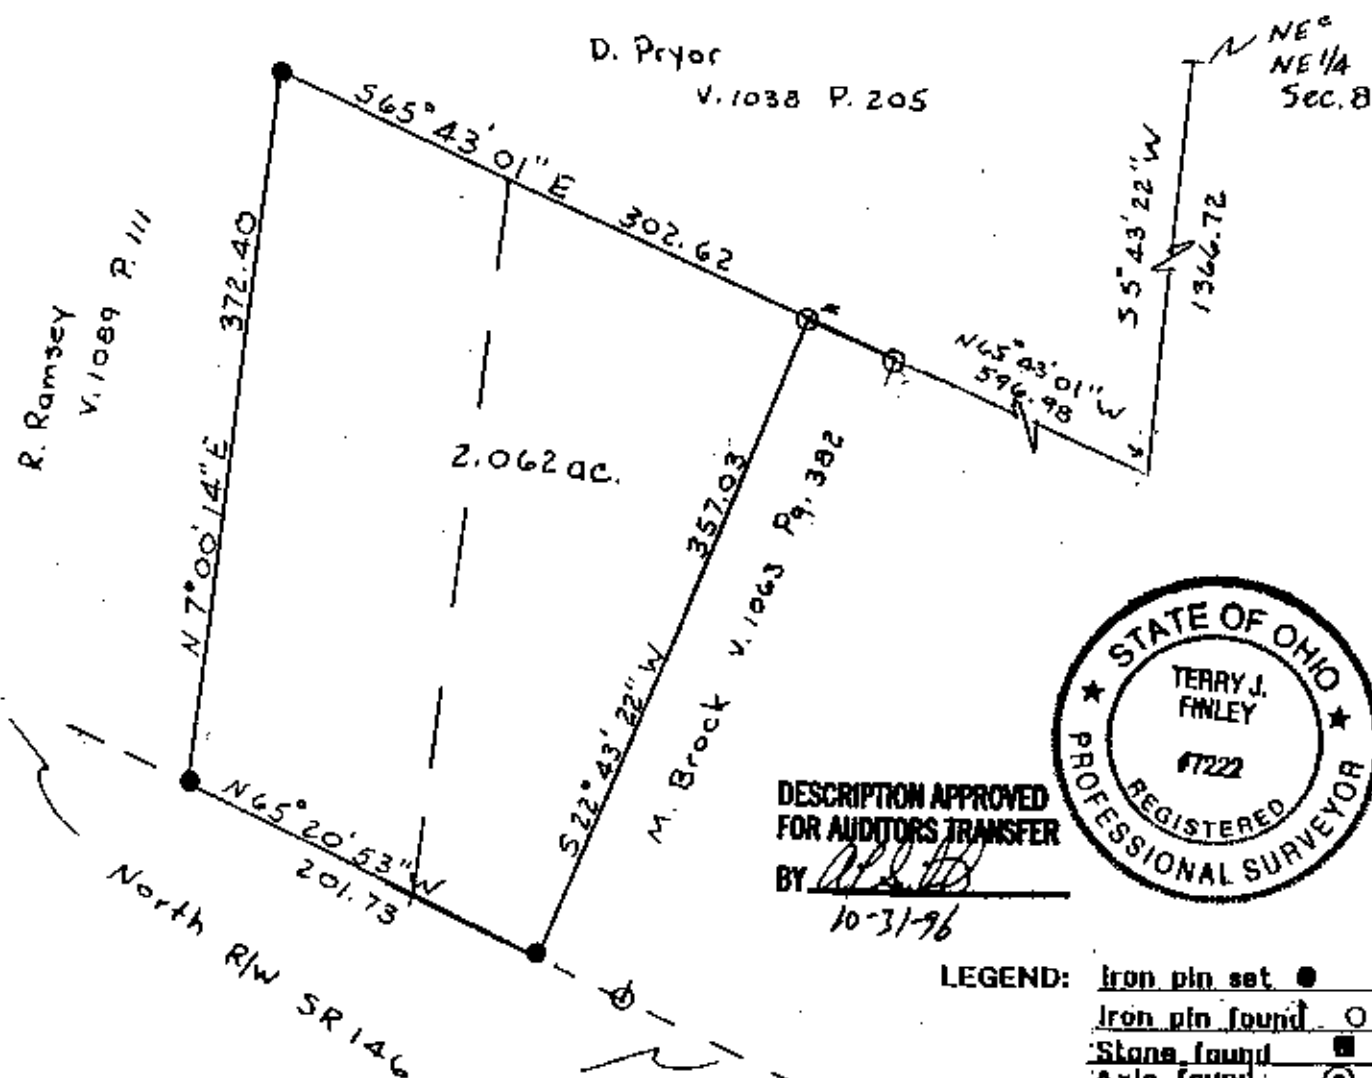 D. Pryor
V. 1038 P. 205
NE
NE 1/4
Sec. 8
S65° 43' 01" E
302.62
S 5° 43' 22" W
1366.72
N65° 43' 01" W
596.98
R. Ramsey
V. 1089 P. 111
N 7° 00' 14" E
372.40
2.062 ac.
S 22° 43' 22" W
357.03
M. Brock V. 1063 Pg. 382
N65° 20' 53" W
201.73
North R/W SR 146
STATE OF OHIO
TERRY J.
FINLEY
#7222
REGISTERED
PROFESSIONAL SURVEYOR
DESCRIPTION APPROVED
FOR AUDITORS TRANSFER
BY
10-31-96
LEGEND: Iron pin set
Iron pin found
Stone found